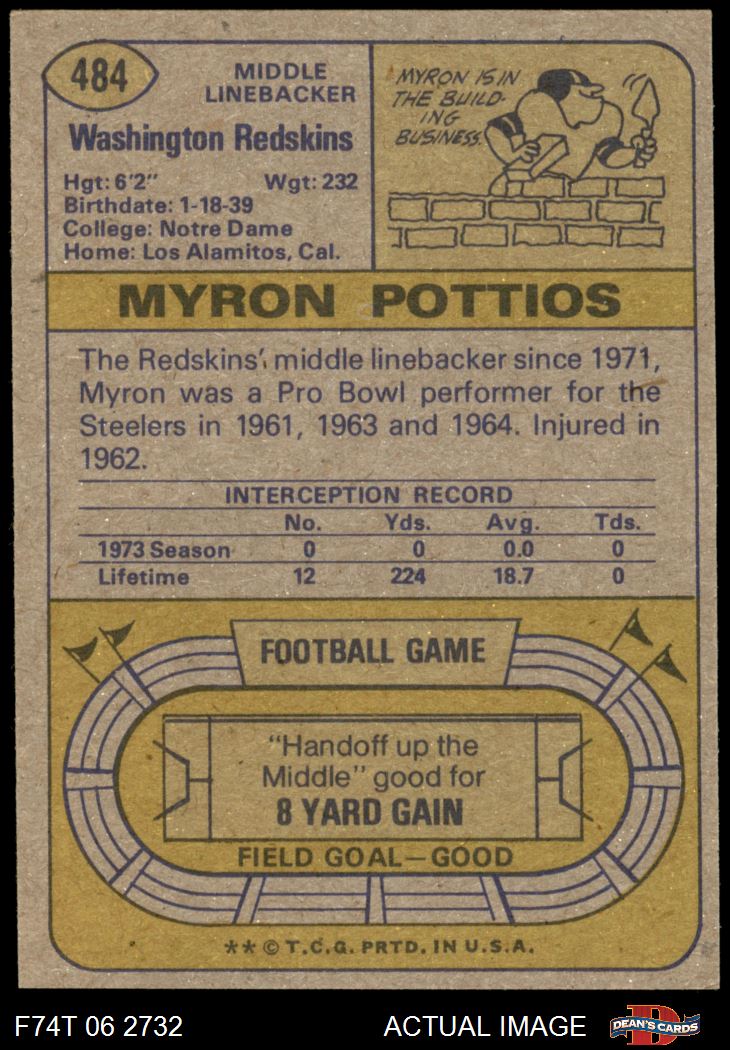 484
MIDDLE
LINEBACKER
Washington Redskins
Hgt: 6'2" Wgt: 232
Birthdate: 1-18-39
College: Notre Dame
Home: Los Alamitos, Cal.
MYRON IS IN
THE BUILD-
ING
BUSINESS.
MYRON POTTIOS
The Redskins' middle linebacker since 1971,
Myron was a Pro Bowl performer for the
Steelers in 1961, 1963 and 1964. Injured in
1962.
INTERCEPTION RECORD
No. Yds. Avg. Tds.
1973 Season 0 0 0.0 0
Lifetime 12 224 18.7 0
FOOTBALL GAME
"Handoff up the
Middle" good for
8 YARD GAIN
FIELD GOAL—GOOD
** © T.C.G. PRTD. IN U.S.A.
F74T 06 2732 ACTUAL IMAGE
D
DEAN'S CARDS